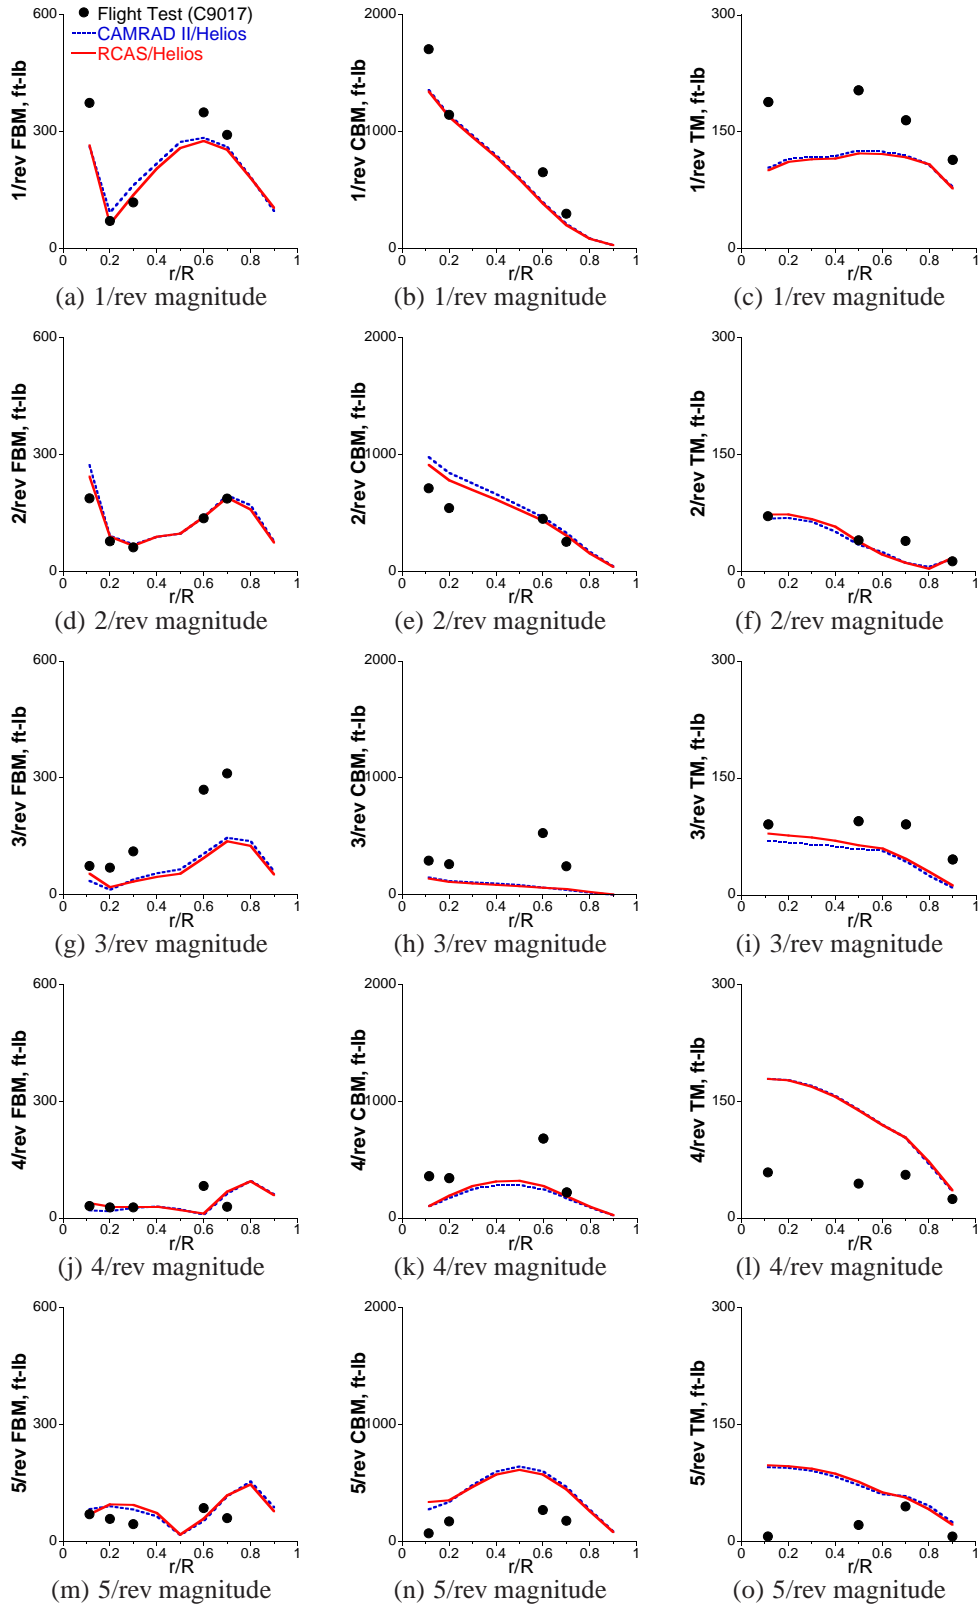 Flight Test (C9017)
CAMRAD II/Helios
RCAS/Helios
600
300
0
1/rev FBM, ft-lb
0 0.2 0.4 0.6 0.8 1
r/R
(a) 1/rev magnitude
2000
1000
0
1/rev CBM, ft-lb
0 0.2 0.4 0.6 0.8 1
r/R
(b) 1/rev magnitude
300
150
0
1/rev TM, ft-lb
0 0.2 0.4 0.6 0.8 1
r/R
(c) 1/rev magnitude
600
300
0
2/rev FBM, ft-lb
0 0.2 0.4 0.6 0.8 1
r/R
(d) 2/rev magnitude
2000
1000
0
2/rev CBM, ft-lb
0 0.2 0.4 0.6 0.8 1
r/R
(e) 2/rev magnitude
300
150
0
2/rev TM, ft-lb
0 0.2 0.4 0.6 0.8 1
r/R
(f) 2/rev magnitude
600
300
0
3/rev FBM, ft-lb
0 0.2 0.4 0.6 0.8 1
r/R
(g) 3/rev magnitude
2000
1000
0
3/rev CBM, ft-lb
0 0.2 0.4 0.6 0.8 1
r/R
(h) 3/rev magnitude
300
150
0
3/rev TM, ft-lb
0 0.2 0.4 0.6 0.8 1
r/R
(i) 3/rev magnitude
600
300
0
4/rev FBM, ft-lb
0 0.2 0.4 0.6 0.8 1
r/R
(j) 4/rev magnitude
2000
1000
0
4/rev CBM, ft-lb
0 0.2 0.4 0.6 0.8 1
r/R
(k) 4/rev magnitude
300
150
0
4/rev TM, ft-lb
0 0.2 0.4 0.6 0.8 1
r/R
(l) 4/rev magnitude
600
300
0
5/rev FBM, ft-lb
0 0.2 0.4 0.6 0.8 1
r/R
(m) 5/rev magnitude
2000
1000
0
5/rev CBM, ft-lb
0 0.2 0.4 0.6 0.8 1
r/R
(n) 5/rev magnitude
300
150
0
5/rev TM, ft-lb
0 0.2 0.4 0.6 0.8 1
r/R
(o) 5/rev magnitude